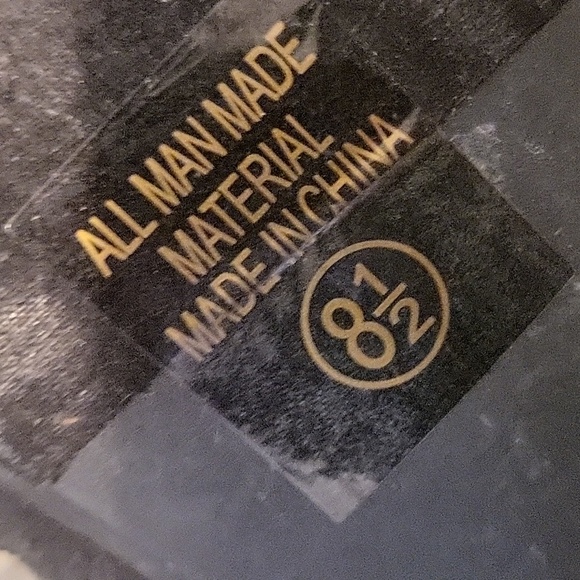 ALL MAN MADE
MATERIAL
MADE IN CHINA
8 1/2